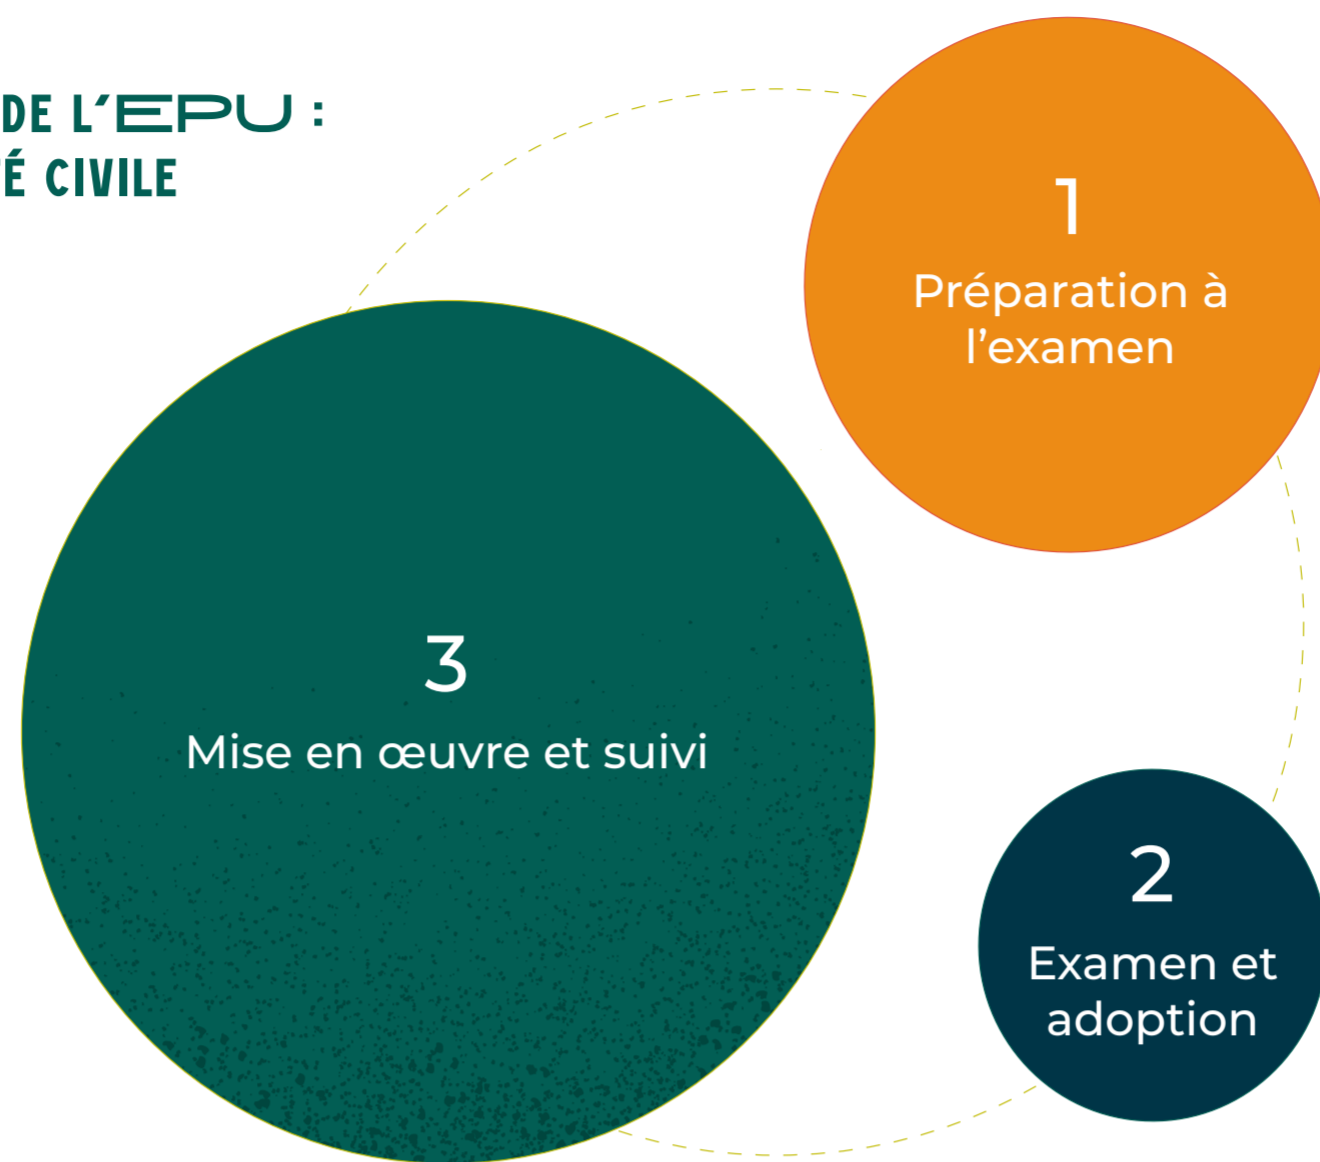 DE L'EPU :
É CIVILE
1
Préparation à
l'examen
3
Mise en œuvre et suivi
2
Examen et
adoption